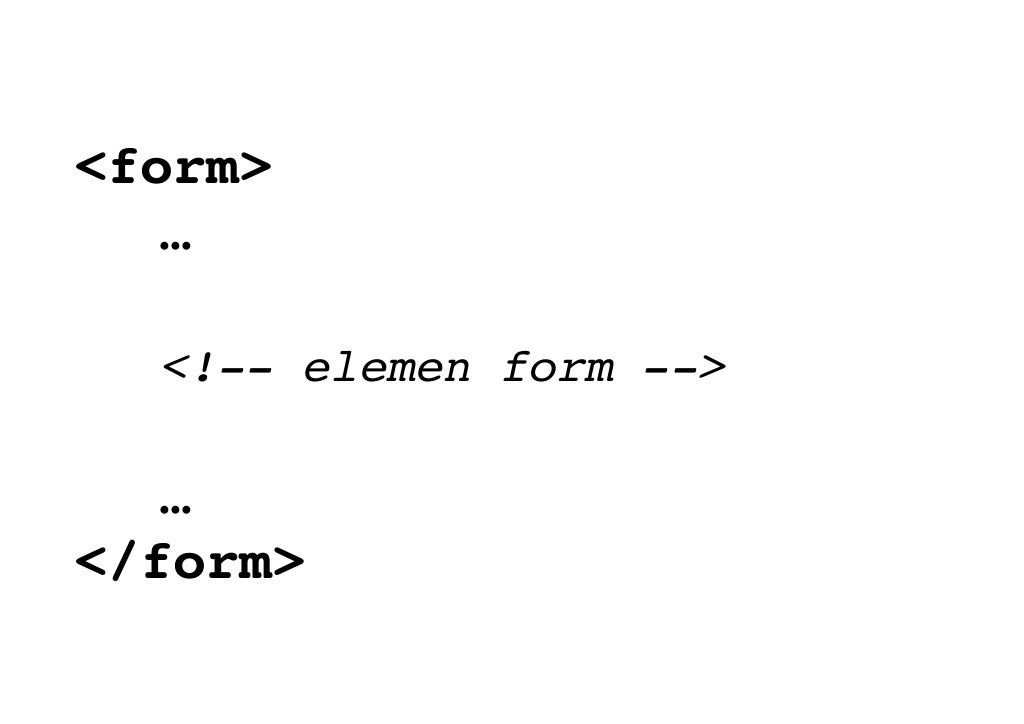 <form>
…
<!-- elemen form -->
…
</form>